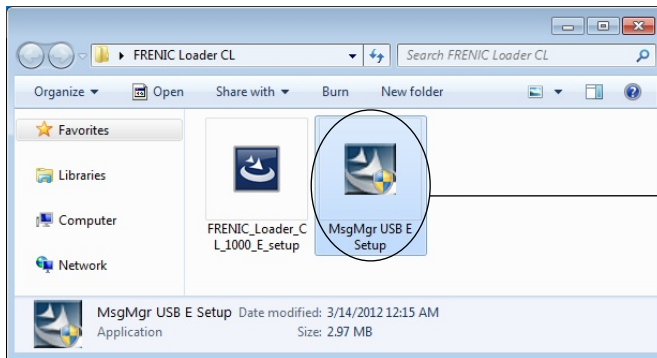 FRENIC Loader CL
Search FRENIC Loader CL
Organize
Open
Share with
Burn
New folder
Favorites
Libraries
Computer
Network
FRENIC_Loader_C
L_1000_E_setup
MsgMgr USB E
Setup
MsgMgr USB E Setup Date modified: 3/14/2012 12:15 AM
Application Size: 2.97 MB